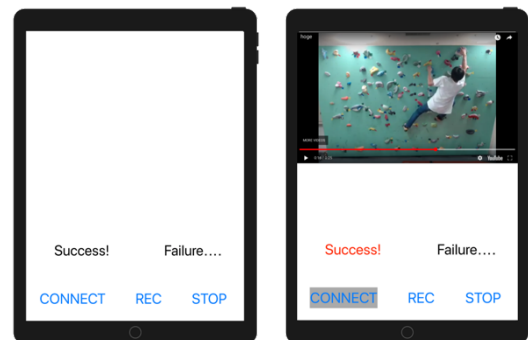 Success! Failure....
CONNECT REC STOP
hoge
YouTube
Success! Failure....
CONNECT REC STOP